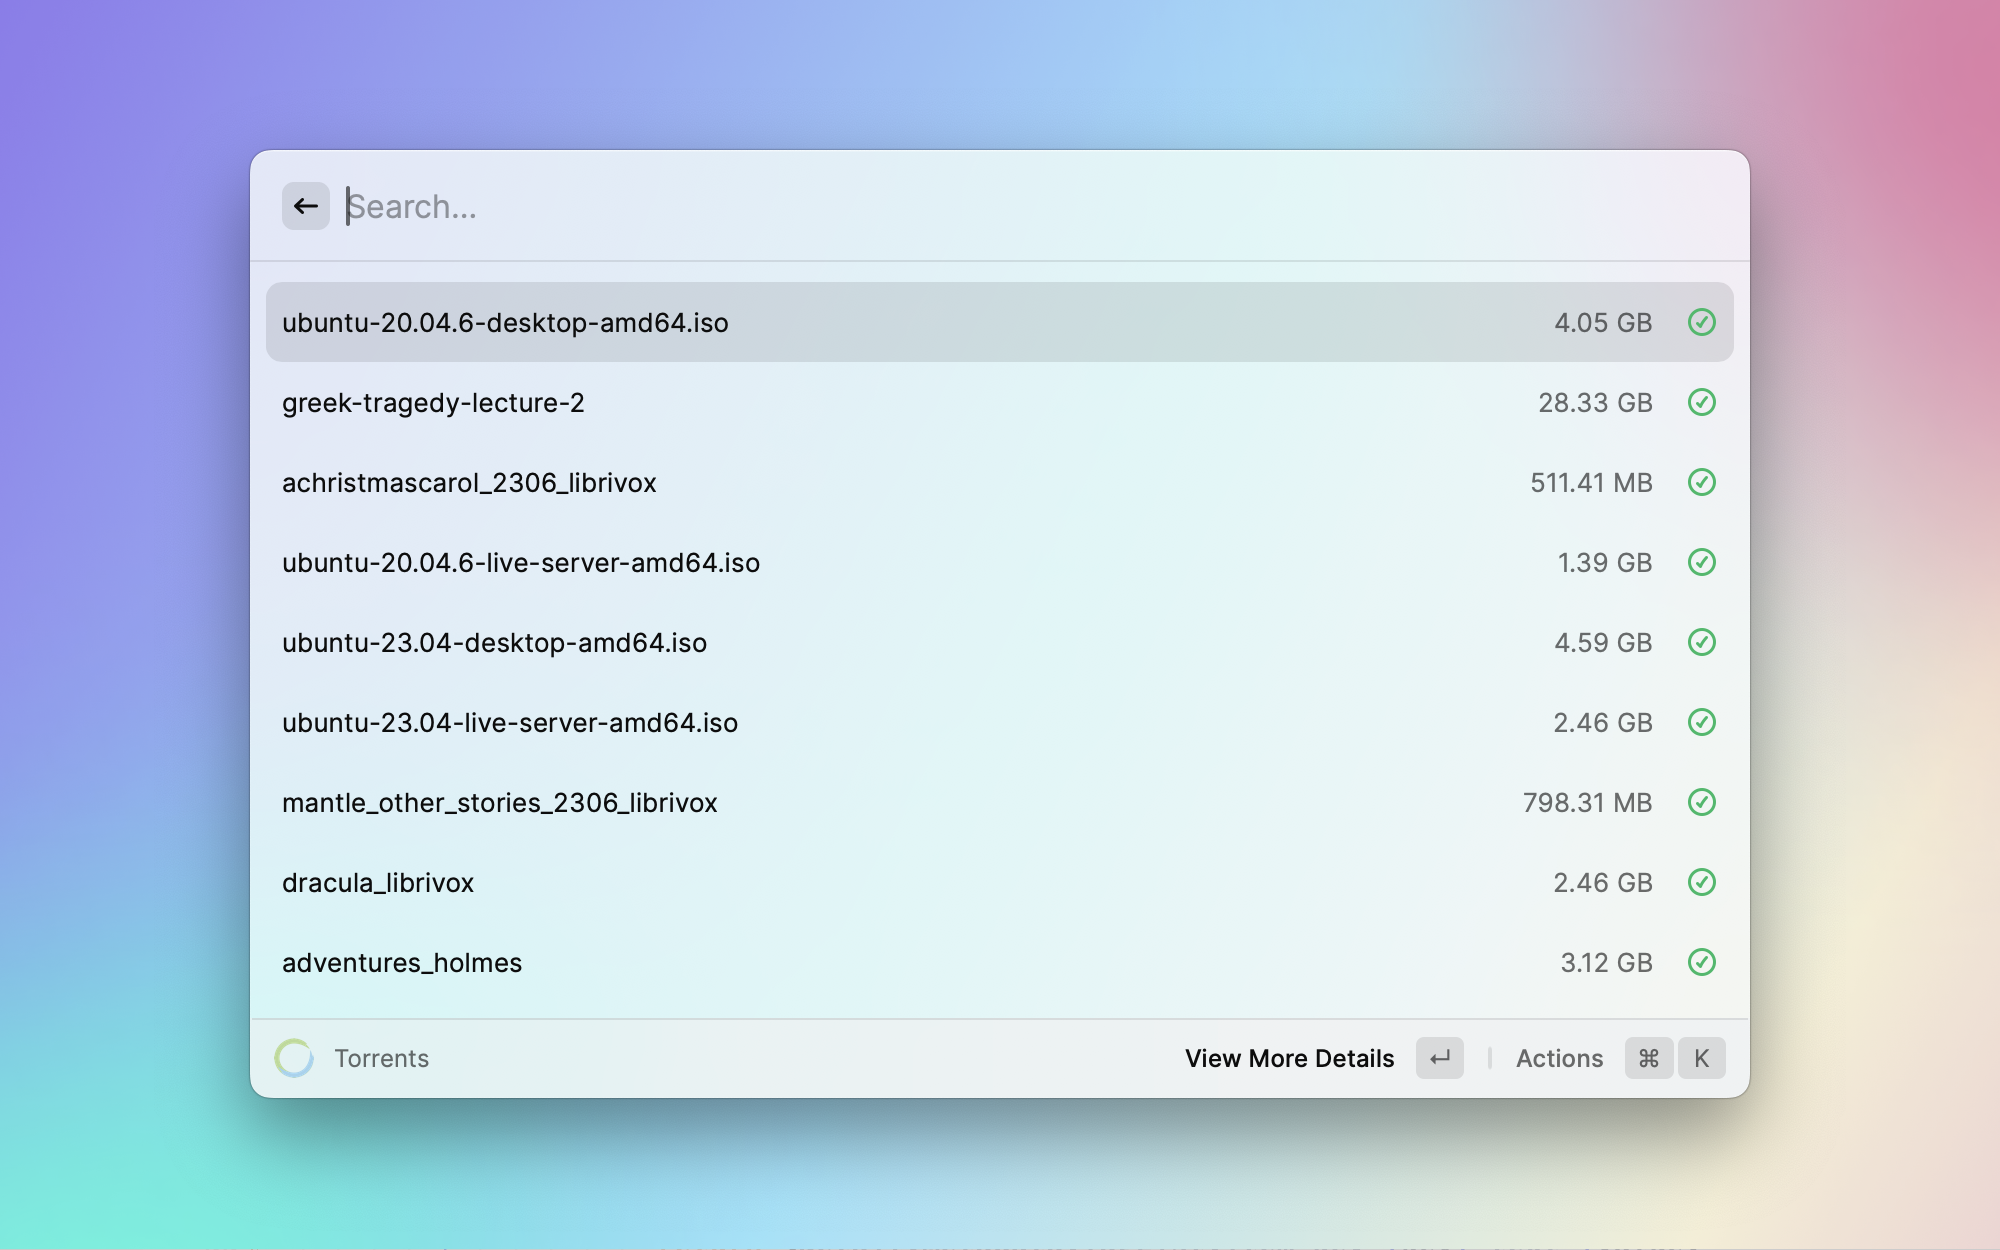 Search...
ubuntu-20.04.6-desktop-amd64.iso 4.05 GB
greek-tragedy-lecture-2 28.33 GB
achristmascarol_2306_librivox 511.41 MB
ubuntu-20.04.6-live-server-amd64.iso 1.39 GB
ubuntu-23.04-desktop-amd64.iso 4.59 GB
ubuntu-23.04-live-server-amd64.iso 2.46 GB
mantle_other_stories_2306_librivox 798.31 MB
dracula_librivox 2.46 GB
adventures_holmes 3.12 GB
Torrents View More Details ↵ Actions ⌘ K